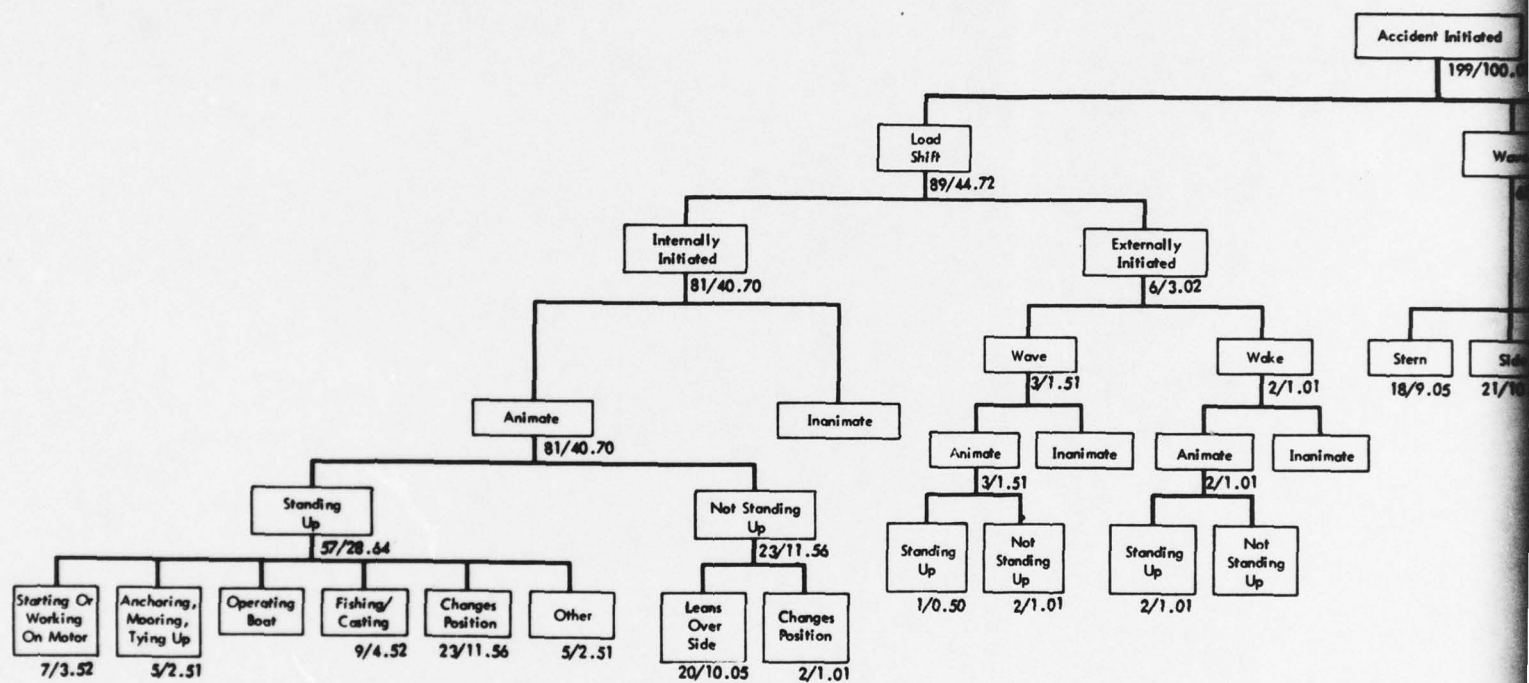 Accident Initiated
199/100.0
Load
Shift
89/44.72
Internally
Initiated
81/40.70
Externally
Initiated
6/3.02
Wave
3/1.51
Wake
2/1.01
Stern
18/9.05
21/10
Animate
81/40.70
Inanimate
Animate
3/1.51
Inanimate
Animate
2/1.01
Inanimate
Standing
Up
57/28.64
Not Standing
Up
23/11.56
Standing
Up
1/0.50
Not
Standing
Up
2/1.01
Standing
Up
2/1.01
Not
Standing
Up
Starting Or
Working
On Motor
7/3.52
Anchoring,
Mooring,
Tying Up
5/2.51
Operating
Boat
Fishing/
Casting
9/4.52
Changes
Position
23/11.56
Other
5/2.51
Leans
Over
Side
20/10.05
Changes
Position
2/1.01